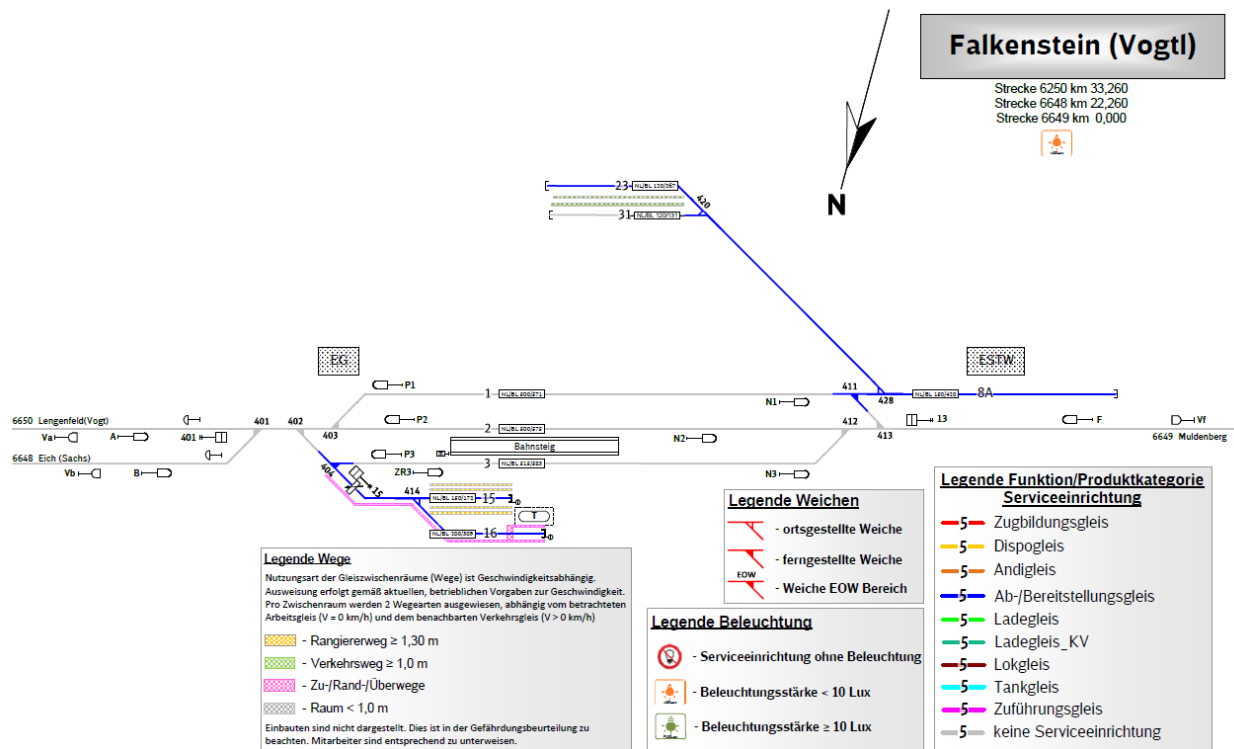 Falkenstein (Vogtl)
Strecke 6250 km 33,260
Strecke 6648 km 22,260
Strecke 6649 km 0,000
N
23
NL/BL 120/267
31
NL/BL 120/131
420
EG
ESTW
P1
1
411
8A
N1
428
6650 Lengenfeld(Vogt)
P2
2
13
F
Vf
Va
A
401
401
402
403
N2
412
413
6649 Muldenberg
Bahnsteig
6648 Eich (Sachs)
P3
3
Vb
B
ZR3
N3
404
15
414
15
T
16
Legende Wege
Nutzungsart der Gleiszwischenräume (Wege) ist Geschwindigkeitsabhängig.
Ausweisung erfolgt gemäß aktuellen, betrieblichen Vorgaben zur Geschwindigkeit.
Pro Zwischenraum werden 2 Wegearten ausgewiesen, abhängig vom betrachteten
Arbeitsgleis (V = 0 km/h) und dem benachbarten Verkehrsgleis (V > 0 km/h)
- Rangiererweg ≥ 1,30 m
- Verkehrsweg ≥ 1,0 m
- Zu-/Rand-/Überwege
- Raum < 1,0 m
Einbauten sind nicht dargestellt. Dies ist in der Gefährdungsbeurteilung zu
beachten. Mitarbeiter sind entsprechend zu unterweisen.
Legende Weichen
- ortsgestellte Weiche
- ferngestellte Weiche
EOW
- Weiche EOW Bereich
Legende Beleuchtung
- Serviceeinrichtung ohne Beleuchtung
- Beleuchtungsstärke < 10 Lux
- Beleuchtungsstärke ≥ 10 Lux
Legende Funktion/Produktkategorie
Serviceeinrichtung
5 Zugbildungsgleis
5 Dispogleis
5 Andigleis
5 Ab-/Bereitstellungsgleis
5 Ladegleis
5 Ladegleis_KV
5 Lokgleis
5 Tankgleis
5 Zuführungsgleis
5 keine Serviceeinrichtung